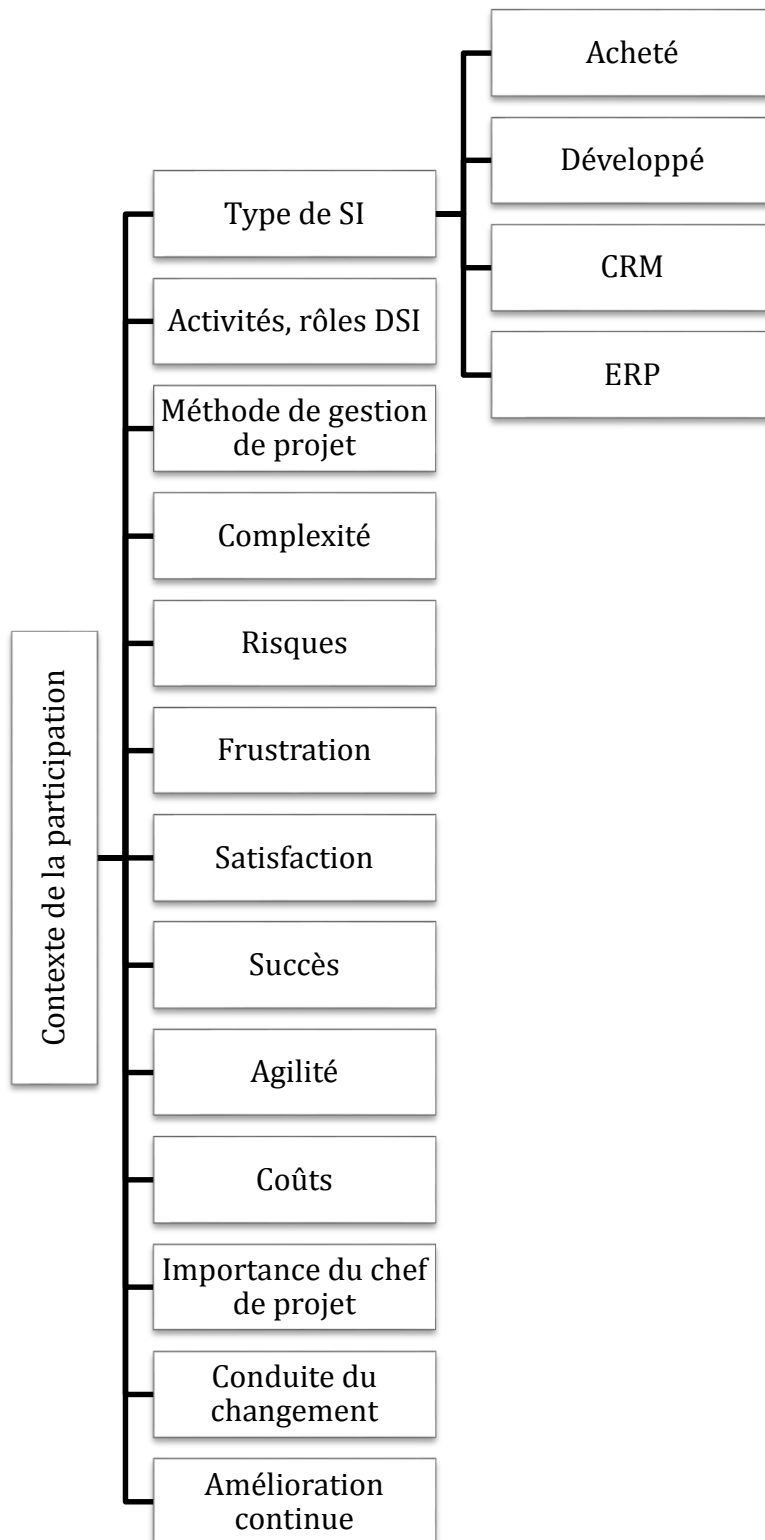 Contexte de la participation
Type de SI
Acheté
Développé
CRM
ERP
Activités, rôles DSI
Méthode de gestion
de projet
Complexité
Risques
Frustration
Satisfaction
Succès
Agilité
Coûts
Importance du chef
de projet
Conduite du
changement
Amélioration
continue